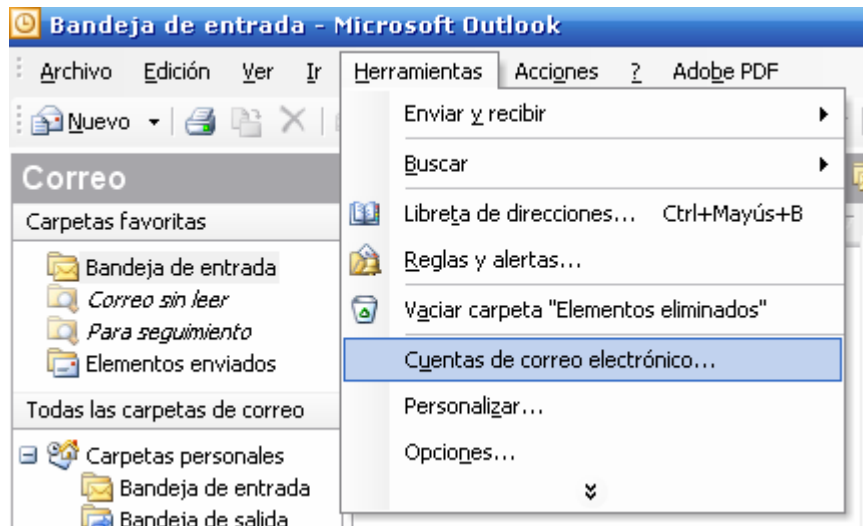 Bandeja de entrada - Microsoft Outlook
Archivo Edición Ver Ir Herramientas Acciones ? Adobe PDF
Nuevo
Enviar y recibir
Buscar
Libreta de direcciones... Ctrl+Mayús+B
Reglas y alertas...
Vaciar carpeta "Elementos eliminados"
Cuentas de correo electrónico...
Personalizar...
Opciones...
Correo
Carpetas favoritas
Bandeja de entrada
Correo sin leer
Para seguimiento
Elementos enviados
Todas las carpetas de correo
Carpetas personales
Bandeja de entrada
Bandeja de salida